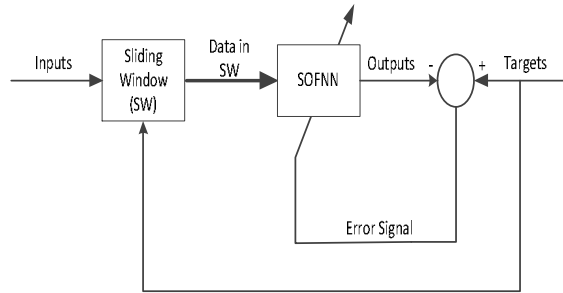 Inputs
Sliding
Window
(SW)
Data in
SW
SOFNN
Outputs
-
+
Targets
Error Signal